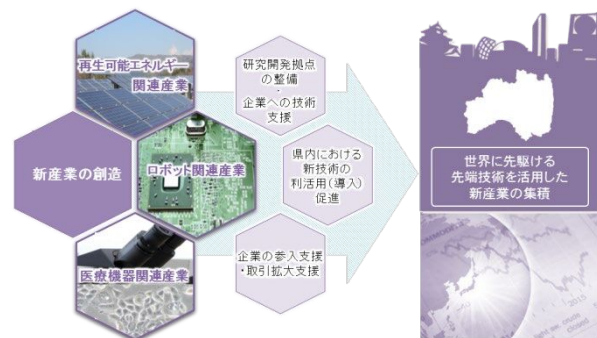 再生可能エネルギー
関連産業
新産業の創造
ロボット関連産業
医療機器関連産業
研究開発拠点
の整備
・
企業への技術
支援
県内における
新技術の
利活用(導入)
促進
企業の参入支援
・取引拡大支援
世界に先駆ける
先端技術を活用した
新産業の集積
2015
light ew. crude
closed